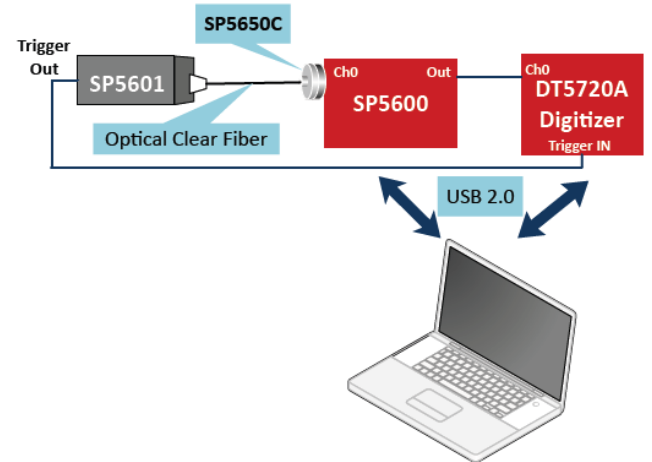 SP5650C
Trigger
Out
SP5601
Optical Clear Fiber
Ch0
Out
SP5600
Ch0
DT5720A
Digitizer
Trigger IN
USB 2.0